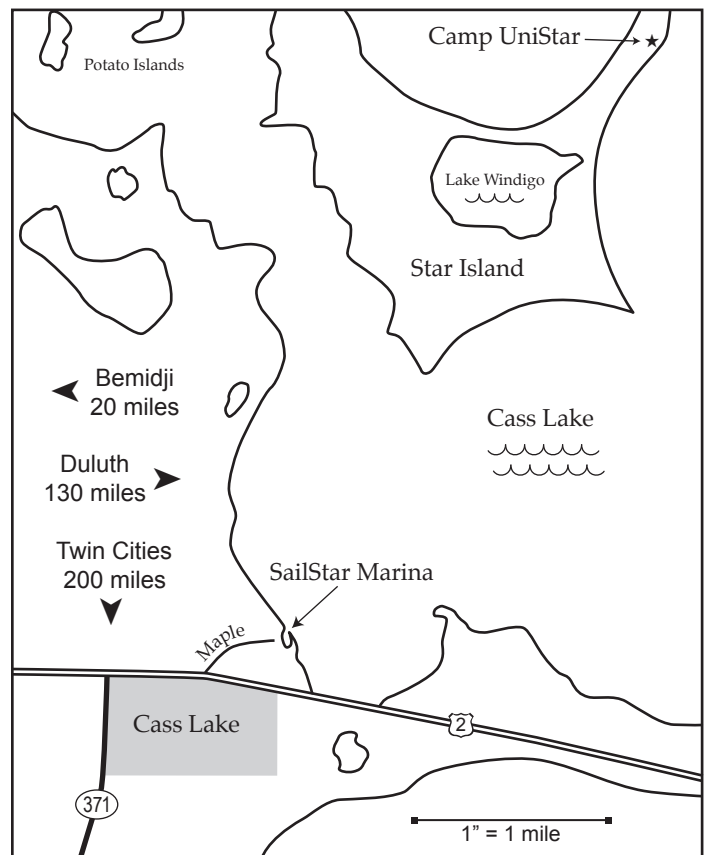 Camp UniStar
Potato Islands
Lake Windigo
Star Island
Bemidji
20 miles
Cass Lake
Duluth
130 miles
Twin Cities
200 miles
SailStar Marina
Maple
Cass Lake
2
371
1" = 1 mile